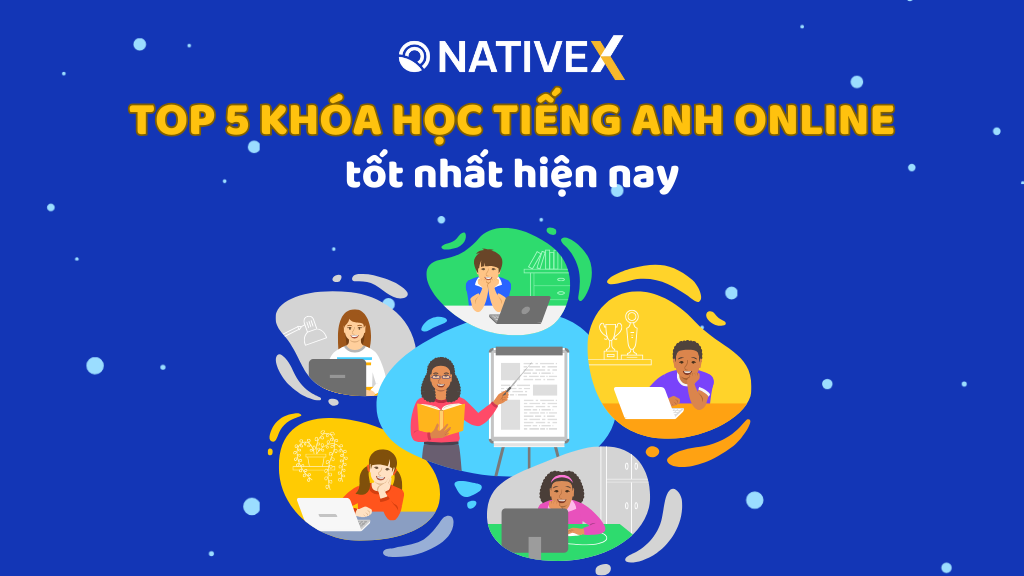 NATIVEX
TOP 5 KHÓA HỌC TIẾNG ANH ONLINE
tốt nhất hiện nay